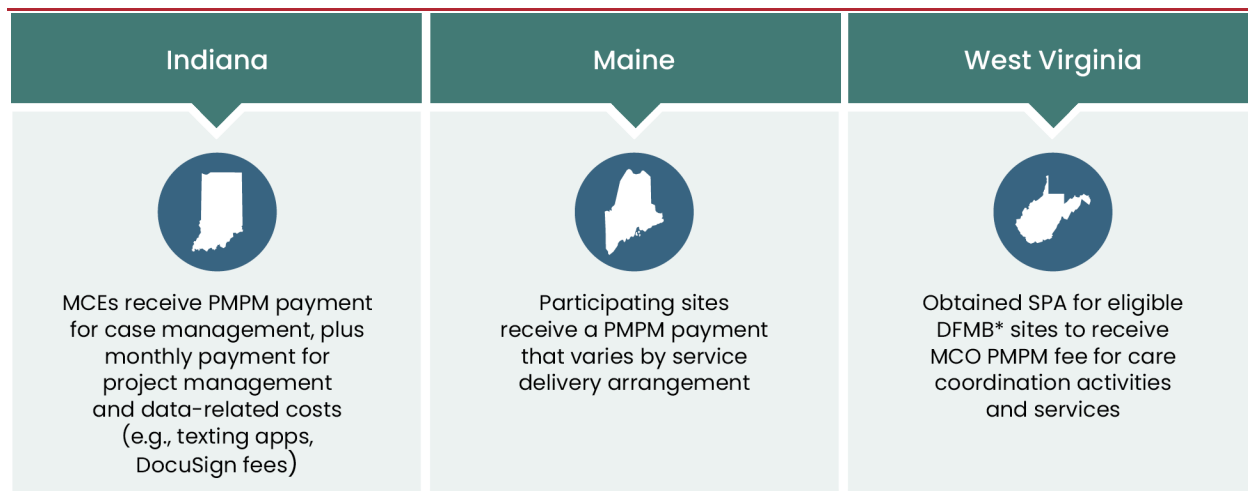 Indiana
MCEs receive PMPM payment
for case management, plus
monthly payment for
project management
and data-related costs
(e.g., texting apps,
DocuSign fees)
Maine
Participating sites
receive a PMPM payment
that varies by service
delivery arrangement
West Virginia
Obtained SPA for eligible
DFMB* sites to receive
MCO PMPM fee for care
coordination activities
and services